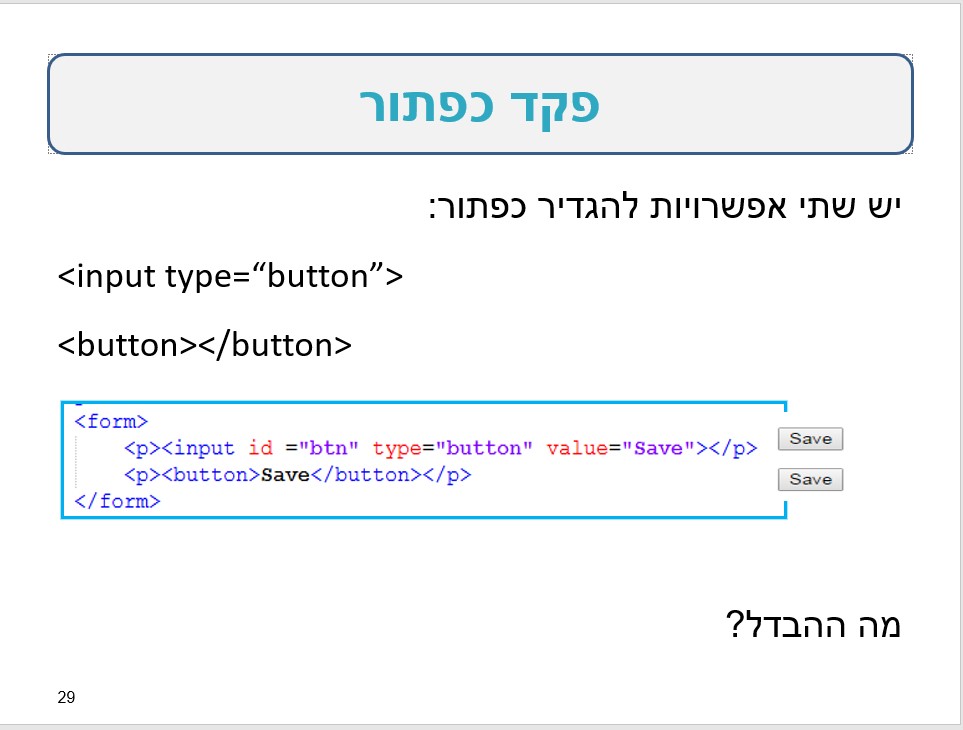 פקד כפתור
יש שתי אפשרויות להגדיר כפתור:
<input type=“button”>
<button></button>
<form>
<p><input id ="btn" type="button" value="Save"></p>
<p><button>Save</button></p>
</form>
Save
Save
מה ההבדל?
29